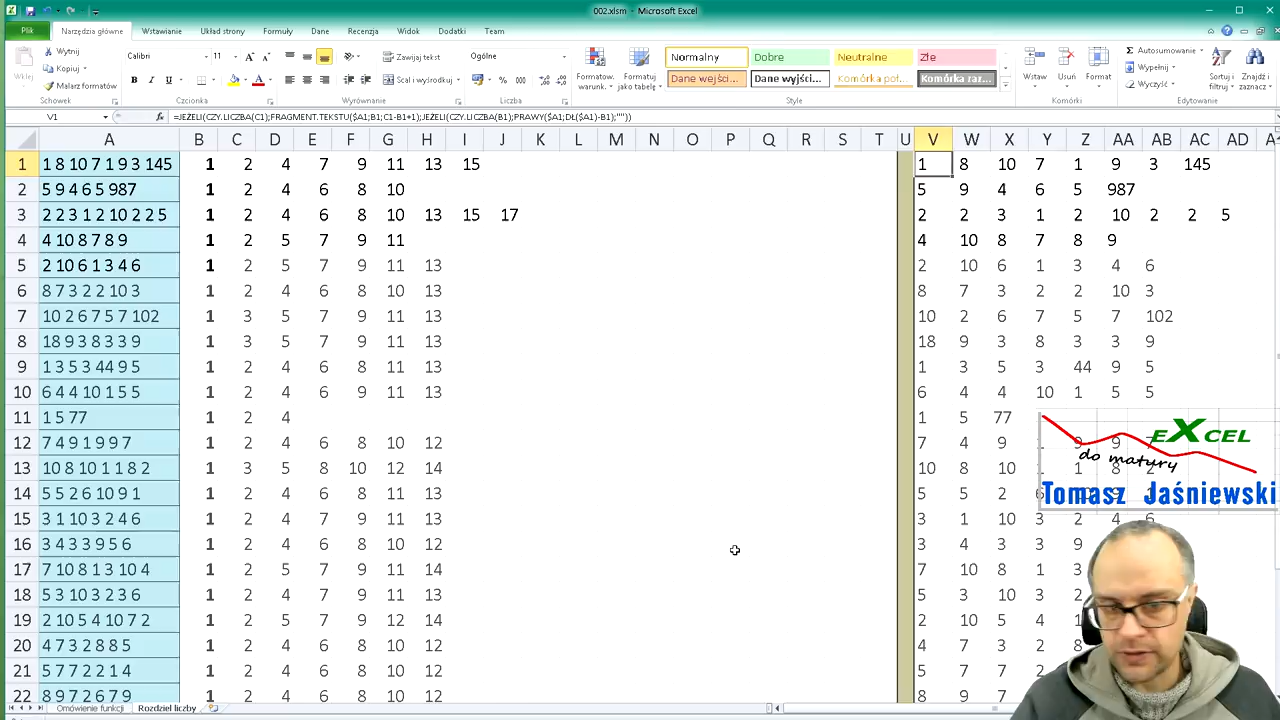 002.xlsm - Microsoft Excel
Plik Narzędzia główne Wstawianie Układ strony Formuły Dane Recenzja Widok Dodatki Team
Wklej Wytnij Kopiuj Malarz formatów Schowek
Calibri 11 B I U Czcionka
Zawijaj tekst Scal i wyśrodkuj Wyrównanie
Ogólne % 000 Liczba
Formatow. warunk. Formatuj jako tabelę
Normalny Dobre Neutralne Złe
Dane wejści... Dane wyjści... Komórka poł... Komórka zaz...
Style
Wstaw Usuń Format Komórki
Autosumowanie Wypełnij Wyczyść Sortuj i filtruj Znajdź i zaznacz Edytowanie
V1 fx =JEŻELI(CZY.LICZBA(C1);FRAGMENT.TEKSTU($A1;B1;C1-B1+1);JEŻELI(CZY.LICZBA(B1);PRAWY($A1;DŁ($A1)-B1);""))
A B C D E F G H I J K L M N O P Q R S T U V W X Y Z AA AB AC AD
1 1 8 10 7 1 9 3 145 1 2 4 7 9 11 13 15 1 8 10 7 1 9 3 145
2 5 9 4 6 5 987 1 2 4 6 8 10 5 9 4 6 5 987
3 2 2 3 1 2 10 2 2 5 1 2 4 6 8 10 13 15 17 2 2 3 1 2 10 2 2 5
4 4 10 8 7 8 9 1 2 5 7 9 11 4 10 8 7 8 9
5 2 10 6 1 3 4 6 1 2 5 7 9 11 13 2 10 6 1 3 4 6
6 8 7 3 2 2 10 3 1 2 4 6 8 10 13 8 7 3 2 2 10 3
7 10 2 6 7 5 7 102 1 3 5 7 9 11 13 10 2 6 7 5 7 102
8 18 9 3 8 3 3 9 1 3 5 7 9 11 13 18 9 3 8 3 3 9
9 1 3 5 3 44 9 5 1 2 4 6 8 11 13 1 3 5 3 44 9 5
10 6 4 4 10 1 5 5 1 2 4 6 9 11 13 6 4 4 10 1 5 5
11 1 5 77 1 2 4 1 5 77
12 7 4 9 1 9 9 7 1 2 4 6 8 10 12 7 4 9
13 10 8 10 1 1 8 2 1 3 5 8 10 12 14 10 8 10
14 5 5 2 6 10 9 1 1 2 4 6 8 11 13 5 5 2
15 3 1 10 3 2 4 6 1 2 4 7 9 11 13 3 1 10 3 2 4 6
16 3 4 3 3 9 5 6 1 2 4 6 8 10 12 3 4 3 3 9
17 7 10 8 1 3 10 4 1 2 5 7 9 11 14 7 10 8 1 3
18 5 3 10 3 2 3 6 1 2 4 7 9 11 13 5 3 10 3 2
19 2 10 5 4 10 7 2 1 2 5 7 9 12 14 2 10 5 4 1
20 4 7 3 2 8 8 5 1 2 4 6 8 10 12 4 7 3 2 8
21 5 7 7 2 2 1 4 1 2 4 6 8 10 12 5 7 7 2
22 8 9 7 2 6 7 9 1 2 4 6 8 10 12 8 9 7
EXCEL
do matury
Tomasz Jaśniewski
Omówienie funkcji Rozdziel liczby